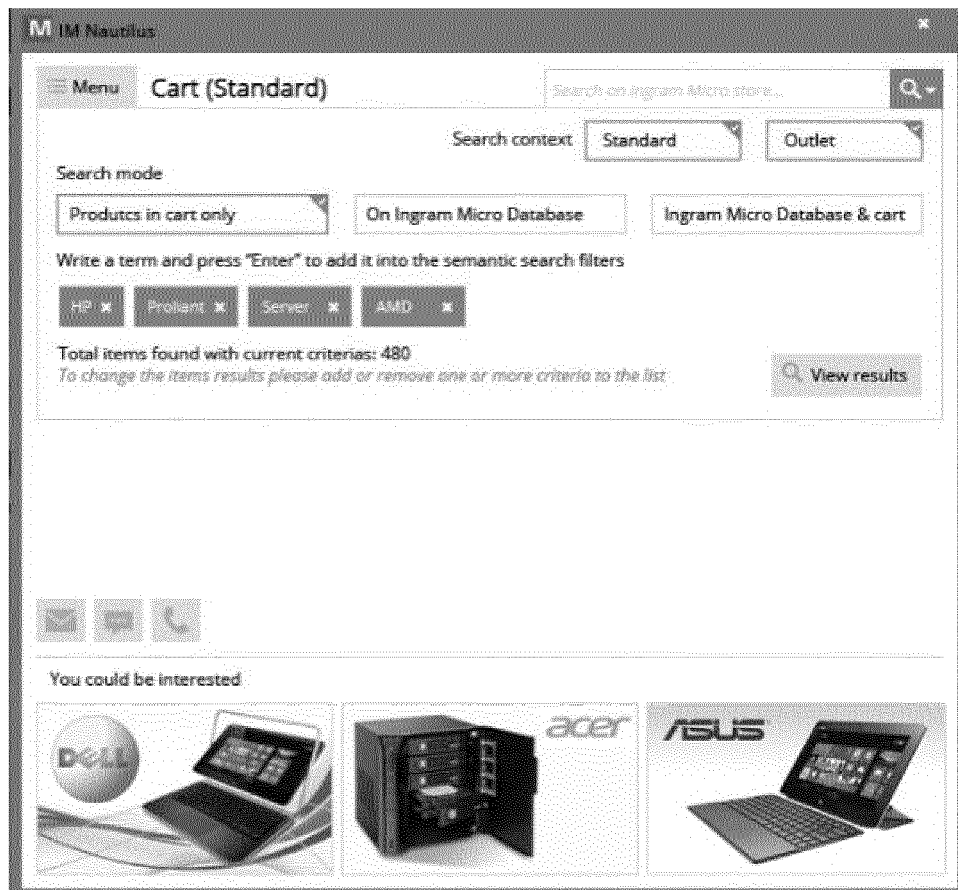 M IM Nautilus
Menu Cart (Standard) Search on Ingram Micro store...
Search context Standard Outlet
Search mode
Produtcs in cart only On Ingram Micro Database Ingram Micro Database & cart
Write a term and press "Enter" to add it into the semantic search filters
HP Proliant Server AMD
Total items found with current criterias: 480
To change the items results please add or remove one or more criteria to the list
View results
You could be interested
DELL acer ASUS